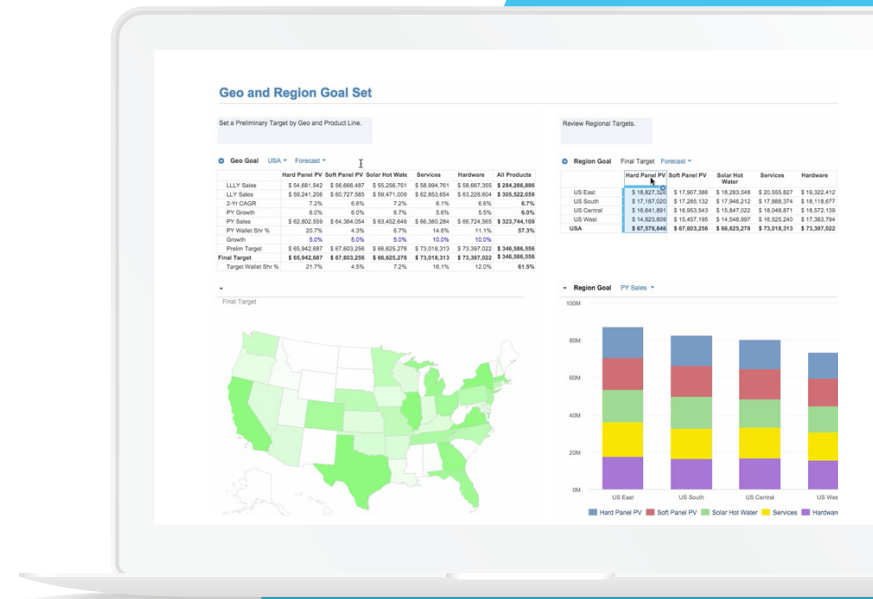 Geo and Region Goal Set
Set a Preliminary Target by Geo and Product Line.
Geo Goal USA Forecast
Hard Panel PV Soft Panel PV Solar Hot Wate Services Hardware All Products
LLLY Sales $ 54,681,542 $ 56,666,487 $ 55,256,751 $ 58,994,761 $ 58,667,355 $ 284,266,896
LLY Sales $ 59,241,208 $ 60,727,585 $ 59,471,009 $ 62,853,654 $ 63,228,604 $ 305,522,059
2-Yr CAGR 7.2% 6.6% 7.2% 6.1% 6.6% 6.7%
PY Growth 6.0% 6.0% 6.7% 5.6% 5.5% 6.0%
PY Sales $ 62,802,559 $ 64,384,054 $ 63,452,646 $ 66,380,284 $ 66,724,565 $ 323,744,109
PY Wallet Shr % 20.7% 4.3% 6.7% 14.6% 11.1% 57.3%
Growth 5.0% 5.0% 5.0% 10.0% 10.0%
Prelim Target $ 65,942,687 $ 67,603,256 $ 66,625,278 $ 73,018,313 $ 73,397,022 $ 346,586,556
Final Target $ 65,942,687 $ 67,603,256 $ 66,625,278 $ 73,018,313 $ 73,397,022 $ 346,586,556
Target Wallet Shr % 21.7% 4.5% 7.2% 16.1% 12.0% 61.5%
Final Target
Review Regional Targets.
Region Goal Final Target Forecast
Hard Panel PV Soft Panel PV Solar Hot Water Services Hardware
US East $ 18,827,326 $ 17,907,386 $ 18,283,048 $ 20,555,827 $ 19,322,412
US South $ 17,187,020 $ 17,285,132 $ 17,946,212 $ 17,888,374 $ 18,118,677
US Central $ 16,641,891 $ 16,953,543 $ 15,847,022 $ 18,048,871 $ 18,572,139
US West $ 14,923,609 $ 15,457,195 $ 14,548,997 $ 16,525,240 $ 17,383,794
USA $ 67,579,846 $ 67,603,256 $ 66,625,278 $ 73,018,313 $ 73,397,022
Region Goal PY Sales
100M
80M
60M
40M
20M
0M
US East US South US Central US Wes
Hard Panel PV Soft Panel PV Solar Hot Water Services Hardware